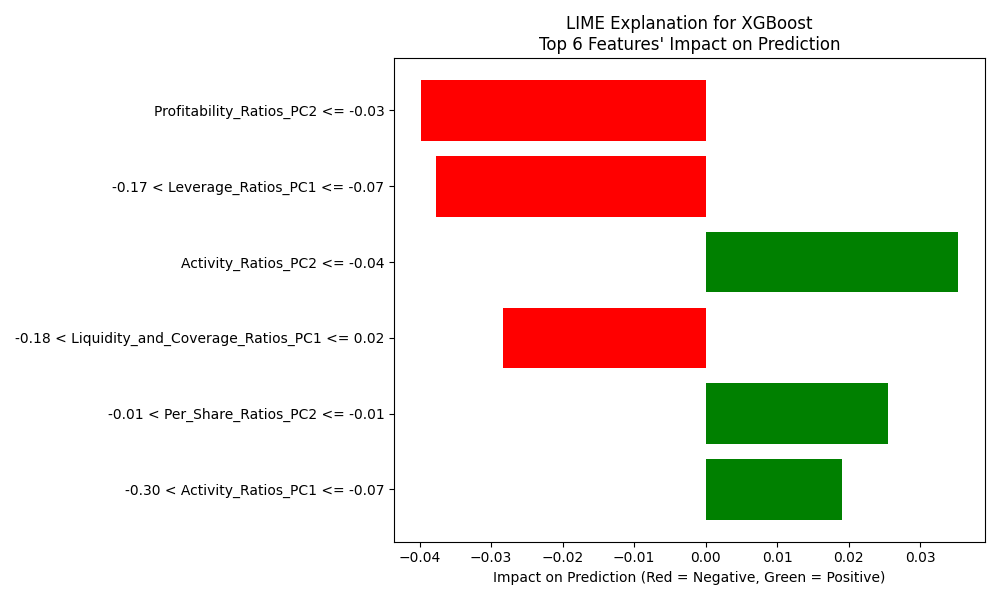 LIME Explanation for XGBoost
Top 6 Features' Impact on Prediction
Profitability_Ratios_PC2 <= -0.03
-0.17 < Leverage_Ratios_PC1 <= -0.07
Activity_Ratios_PC2 <= -0.04
-0.18 < Liquidity_and_Coverage_Ratios_PC1 <= 0.02
-0.01 < Per_Share_Ratios_PC2 <= -0.01
-0.30 < Activity_Ratios_PC1 <= -0.07
−0.04 −0.03 −0.02 −0.01 0.00 0.01 0.02 0.03
Impact on Prediction (Red = Negative, Green = Positive)